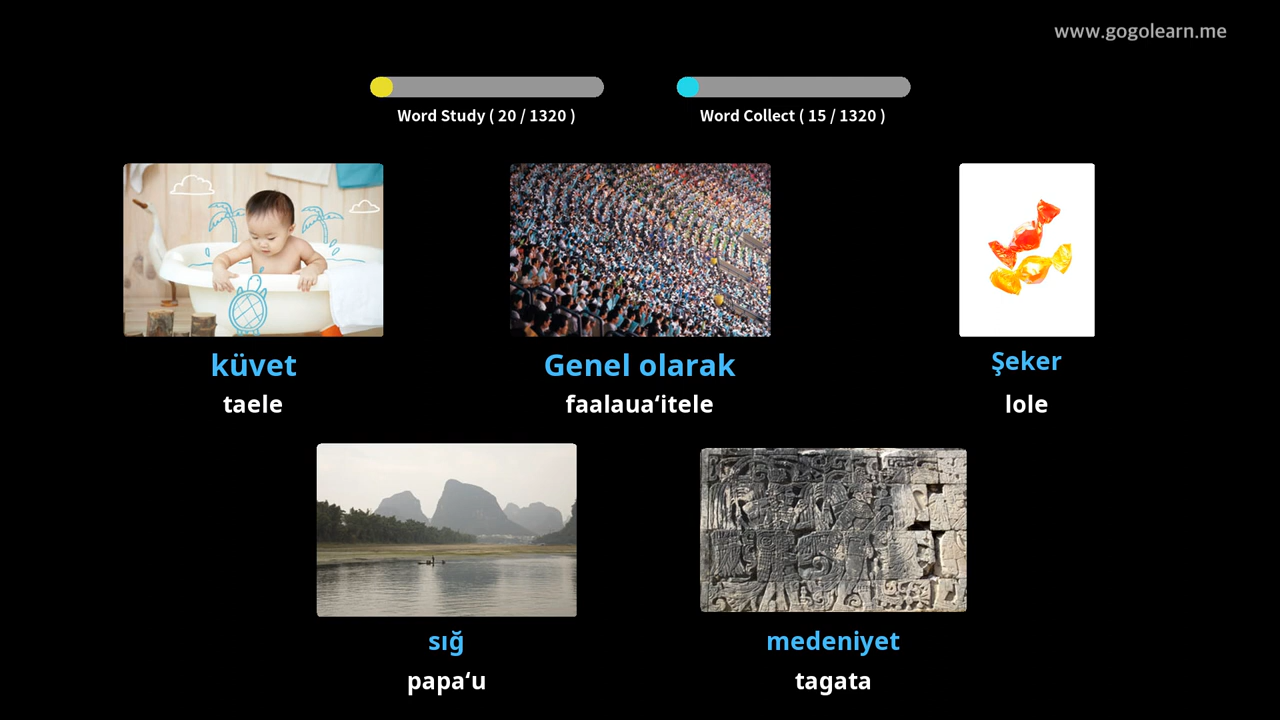 www.gogolearn.me
Word Study ( 20 / 1320 )
Word Collect ( 15 / 1320 )
küvet
taele
Genel olarak
faalaua‘itele
Şeker
lole
sığ
papa‘u
medeniyet
tagata